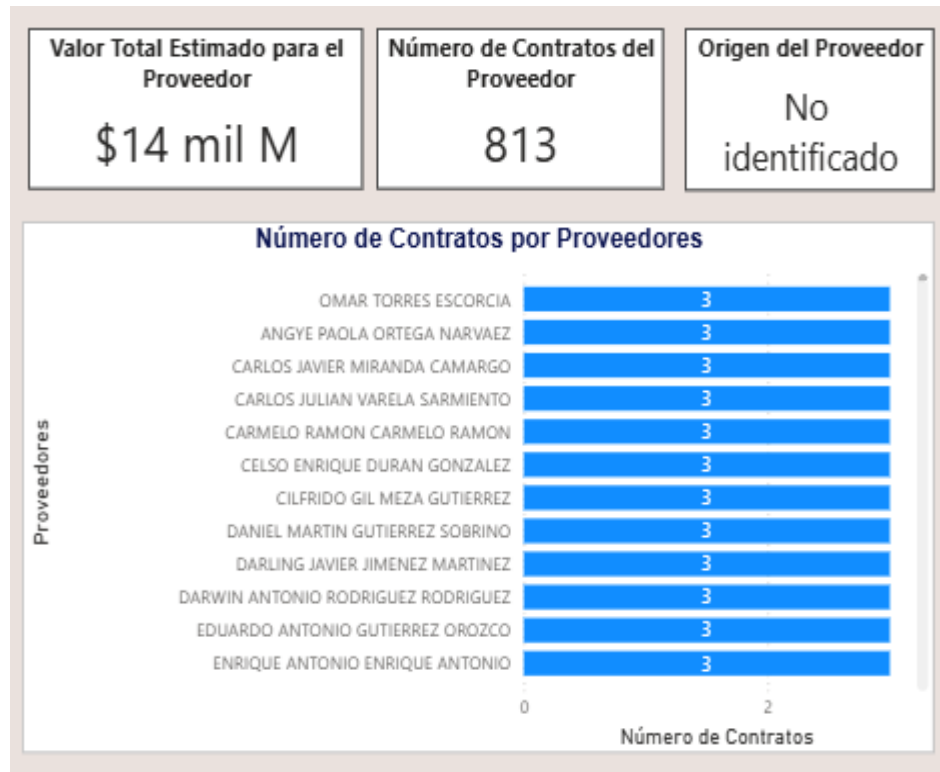 Valor Total Estimado para el
Proveedor
$14 mil M
Número de Contratos del
Proveedor
813
Origen del Proveedor
No
identificado
Número de Contratos por Proveedores
Proveedores
OMAR TORRES ESCORCIA 3
ANGYE PAOLA ORTEGA NARVAEZ 3
CARLOS JAVIER MIRANDA CAMARGO 3
CARLOS JULIAN VARELA SARMIENTO 3
CARMELO RAMON CARMELO RAMON 3
CELSO ENRIQUE DURAN GONZALEZ 3
CILFRIDO GIL MEZA GUTIERREZ 3
DANIEL MARTIN GUTIERREZ SOBRINO 3
DARLING JAVIER JIMENEZ MARTINEZ 3
DARWIN ANTONIO RODRIGUEZ RODRIGUEZ 3
EDUARDO ANTONIO GUTIERREZ OROZCO 3
ENRIQUE ANTONIO ENRIQUE ANTONIO 3
0 2
Número de Contratos